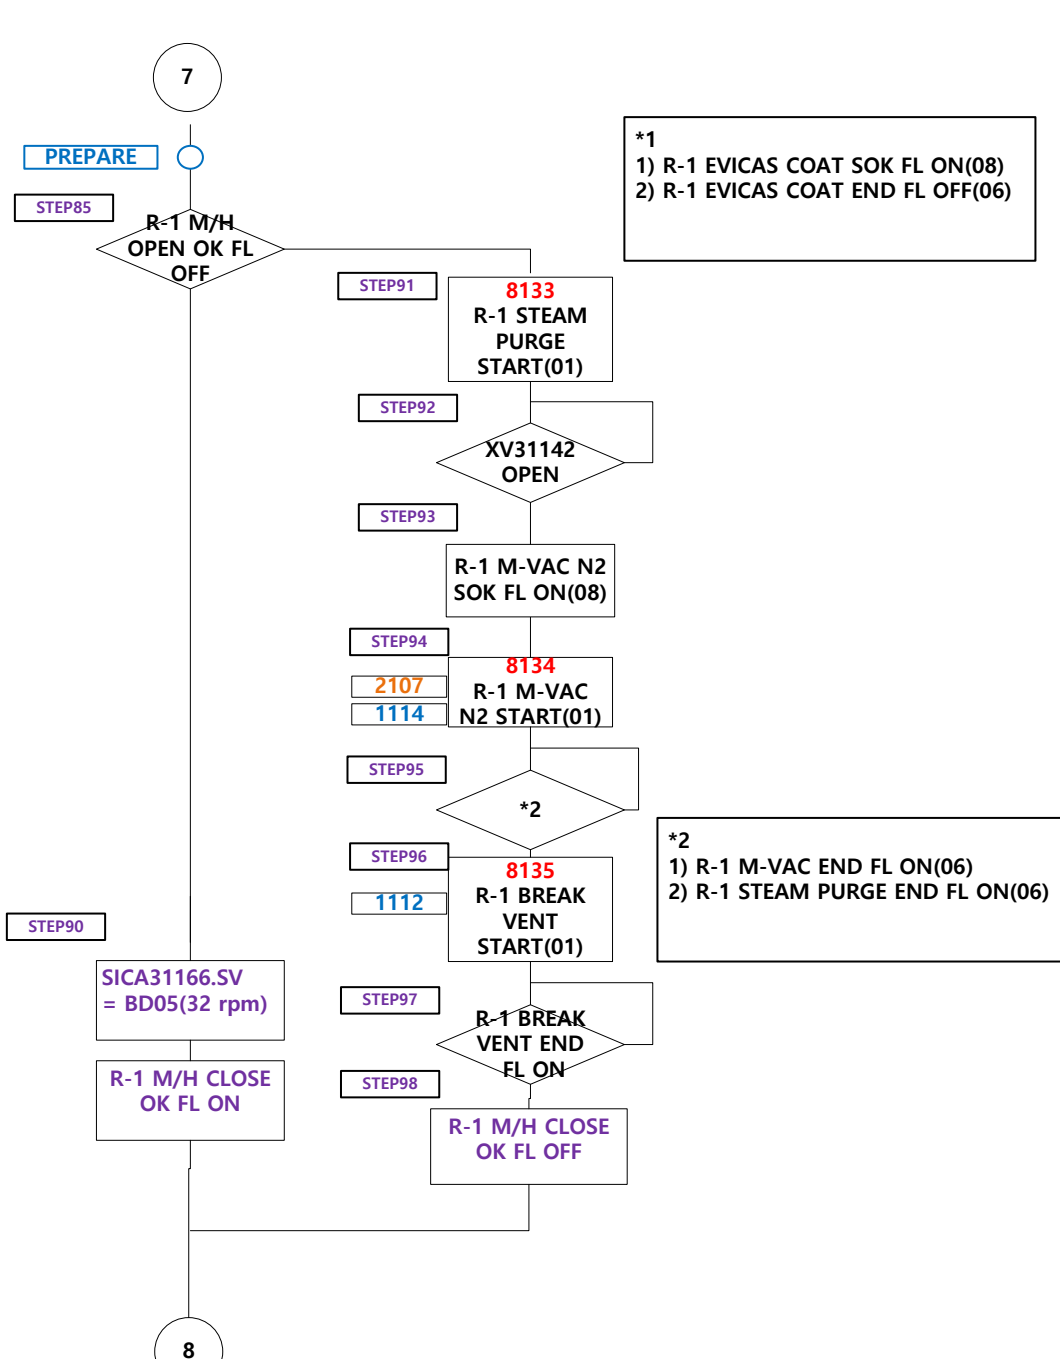 7
PREPARE
*1
1) R-1 EVICAS COAT SOK FL ON(08)
2) R-1 EVICAS COAT END FL OFF(06)
STEP85
R-1 M/H
OPEN OK FL
OFF
STEP91
8133
R-1 STEAM
PURGE
START(01)
STEP92
XV31142
OPEN
STEP93
R-1 M-VAC N2
SOK FL ON(08)
STEP94
8134
R-1 M-VAC
N2 START(01)
2107
1114
STEP95
*2
*2
1) R-1 M-VAC END FL ON(06)
2) R-1 STEAM PURGE END FL ON(06)
STEP96
8135
R-1 BREAK
VENT
START(01)
1112
STEP90
SICA31166.SV
= BD05(32 rpm)
STEP97
R-1 BREAK
VENT END
FL ON
R-1 M/H CLOSE
OK FL ON
STEP98
R-1 M/H CLOSE
OK FL OFF
8